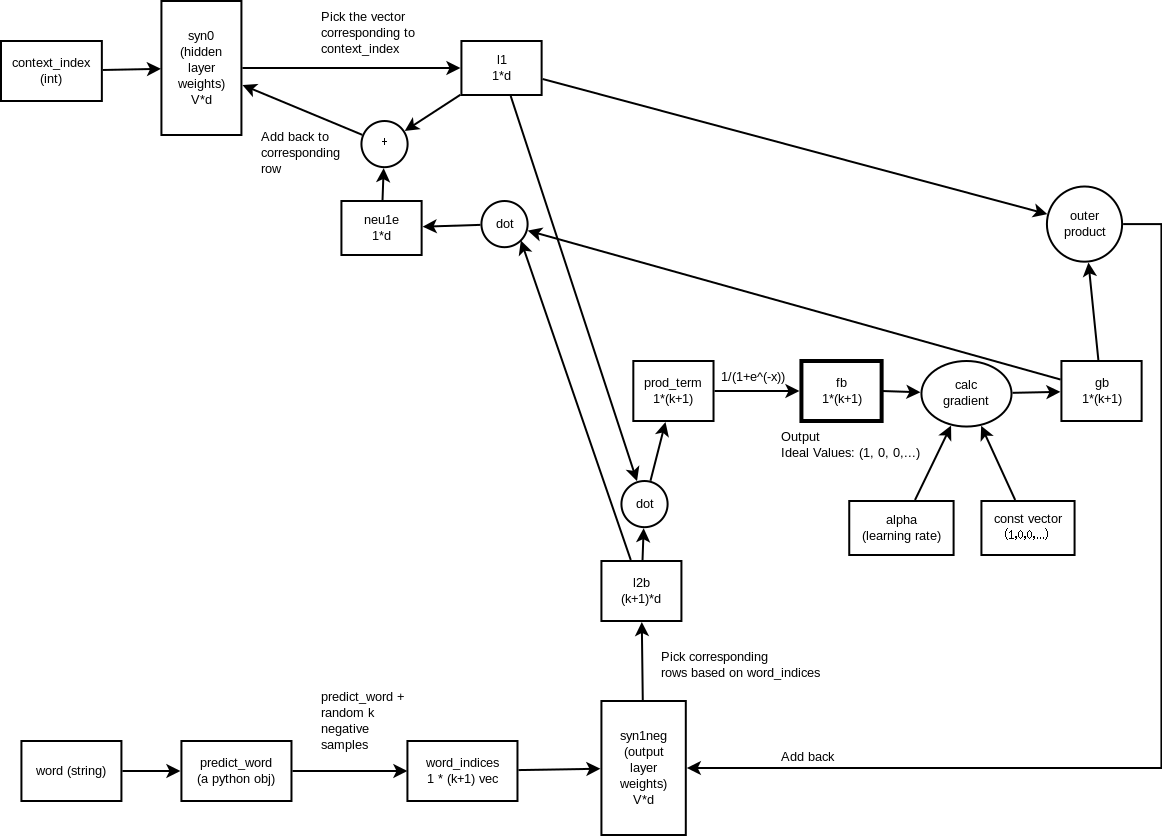 Pick the vector
corresponding to
context_index
syn0
(hidden
layer
weights)
V*d
context_index
(int)
l1
1*d
Add back to
corresponding
row
+
neu1e
1*d
dot
outer
product
prod_term
1*(k+1)
1/(1+e^(-x))
fb
1*(k+1)
calc
gradient
gb
1*(k+1)
Output
Ideal Values: (1, 0, 0,...)
dot
alpha
(learning rate)
const vector
(1,0,0,...)
l2b
(k+1)*d
Pick corresponding
rows based on word_indices
predict_word +
random k
negative
samples
word (string)
predict_word
(a python obj)
word_indices
1 * (k+1) vec
syn1neg
(output
layer
weights)
V*d
Add back